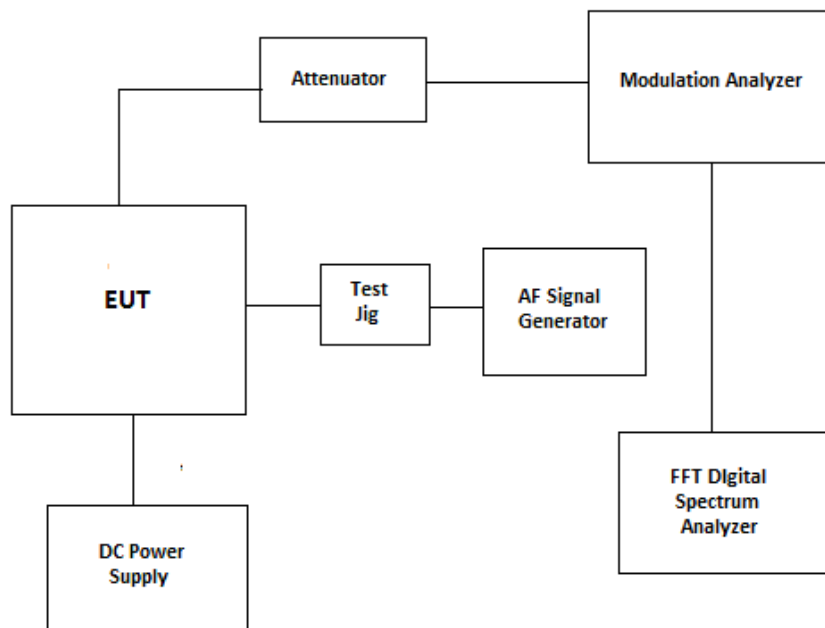 Attenuator
Modulation Analyzer
EUT
Test
Jig
AF Signal
Generator
FFT DIgital
Spectrum
Analyzer
DC Power
Supply